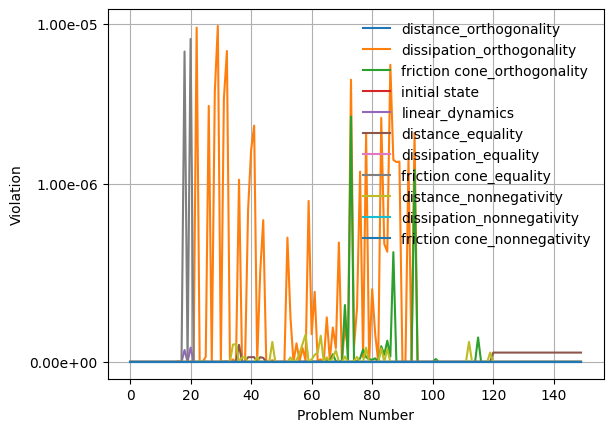 1.00e-05
1.00e-06
0.00e+00
Violation
distance_orthogonality
dissipation_orthogonality
friction cone_orthogonality
initial state
linear_dynamics
distance_equality
dissipation_equality
friction cone_equality
distance_nonnegativity
dissipation_nonnegativity
friction cone_nonnegativity
0 20 40 60 80 100 120 140
Problem Number